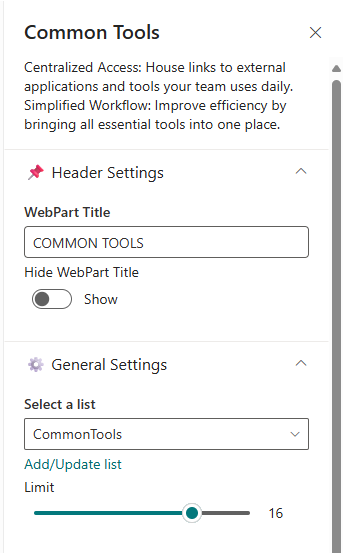 Common Tools
Centralized Access: House links to external
applications and tools your team uses daily.
Simplified Workflow: Improve efficiency by
bringing all essential tools into one place.
Header Settings
WebPart Title
COMMON TOOLS
Hide WebPart Title
Show
General Settings
Select a list
CommonTools
Add/Update list
Limit
16